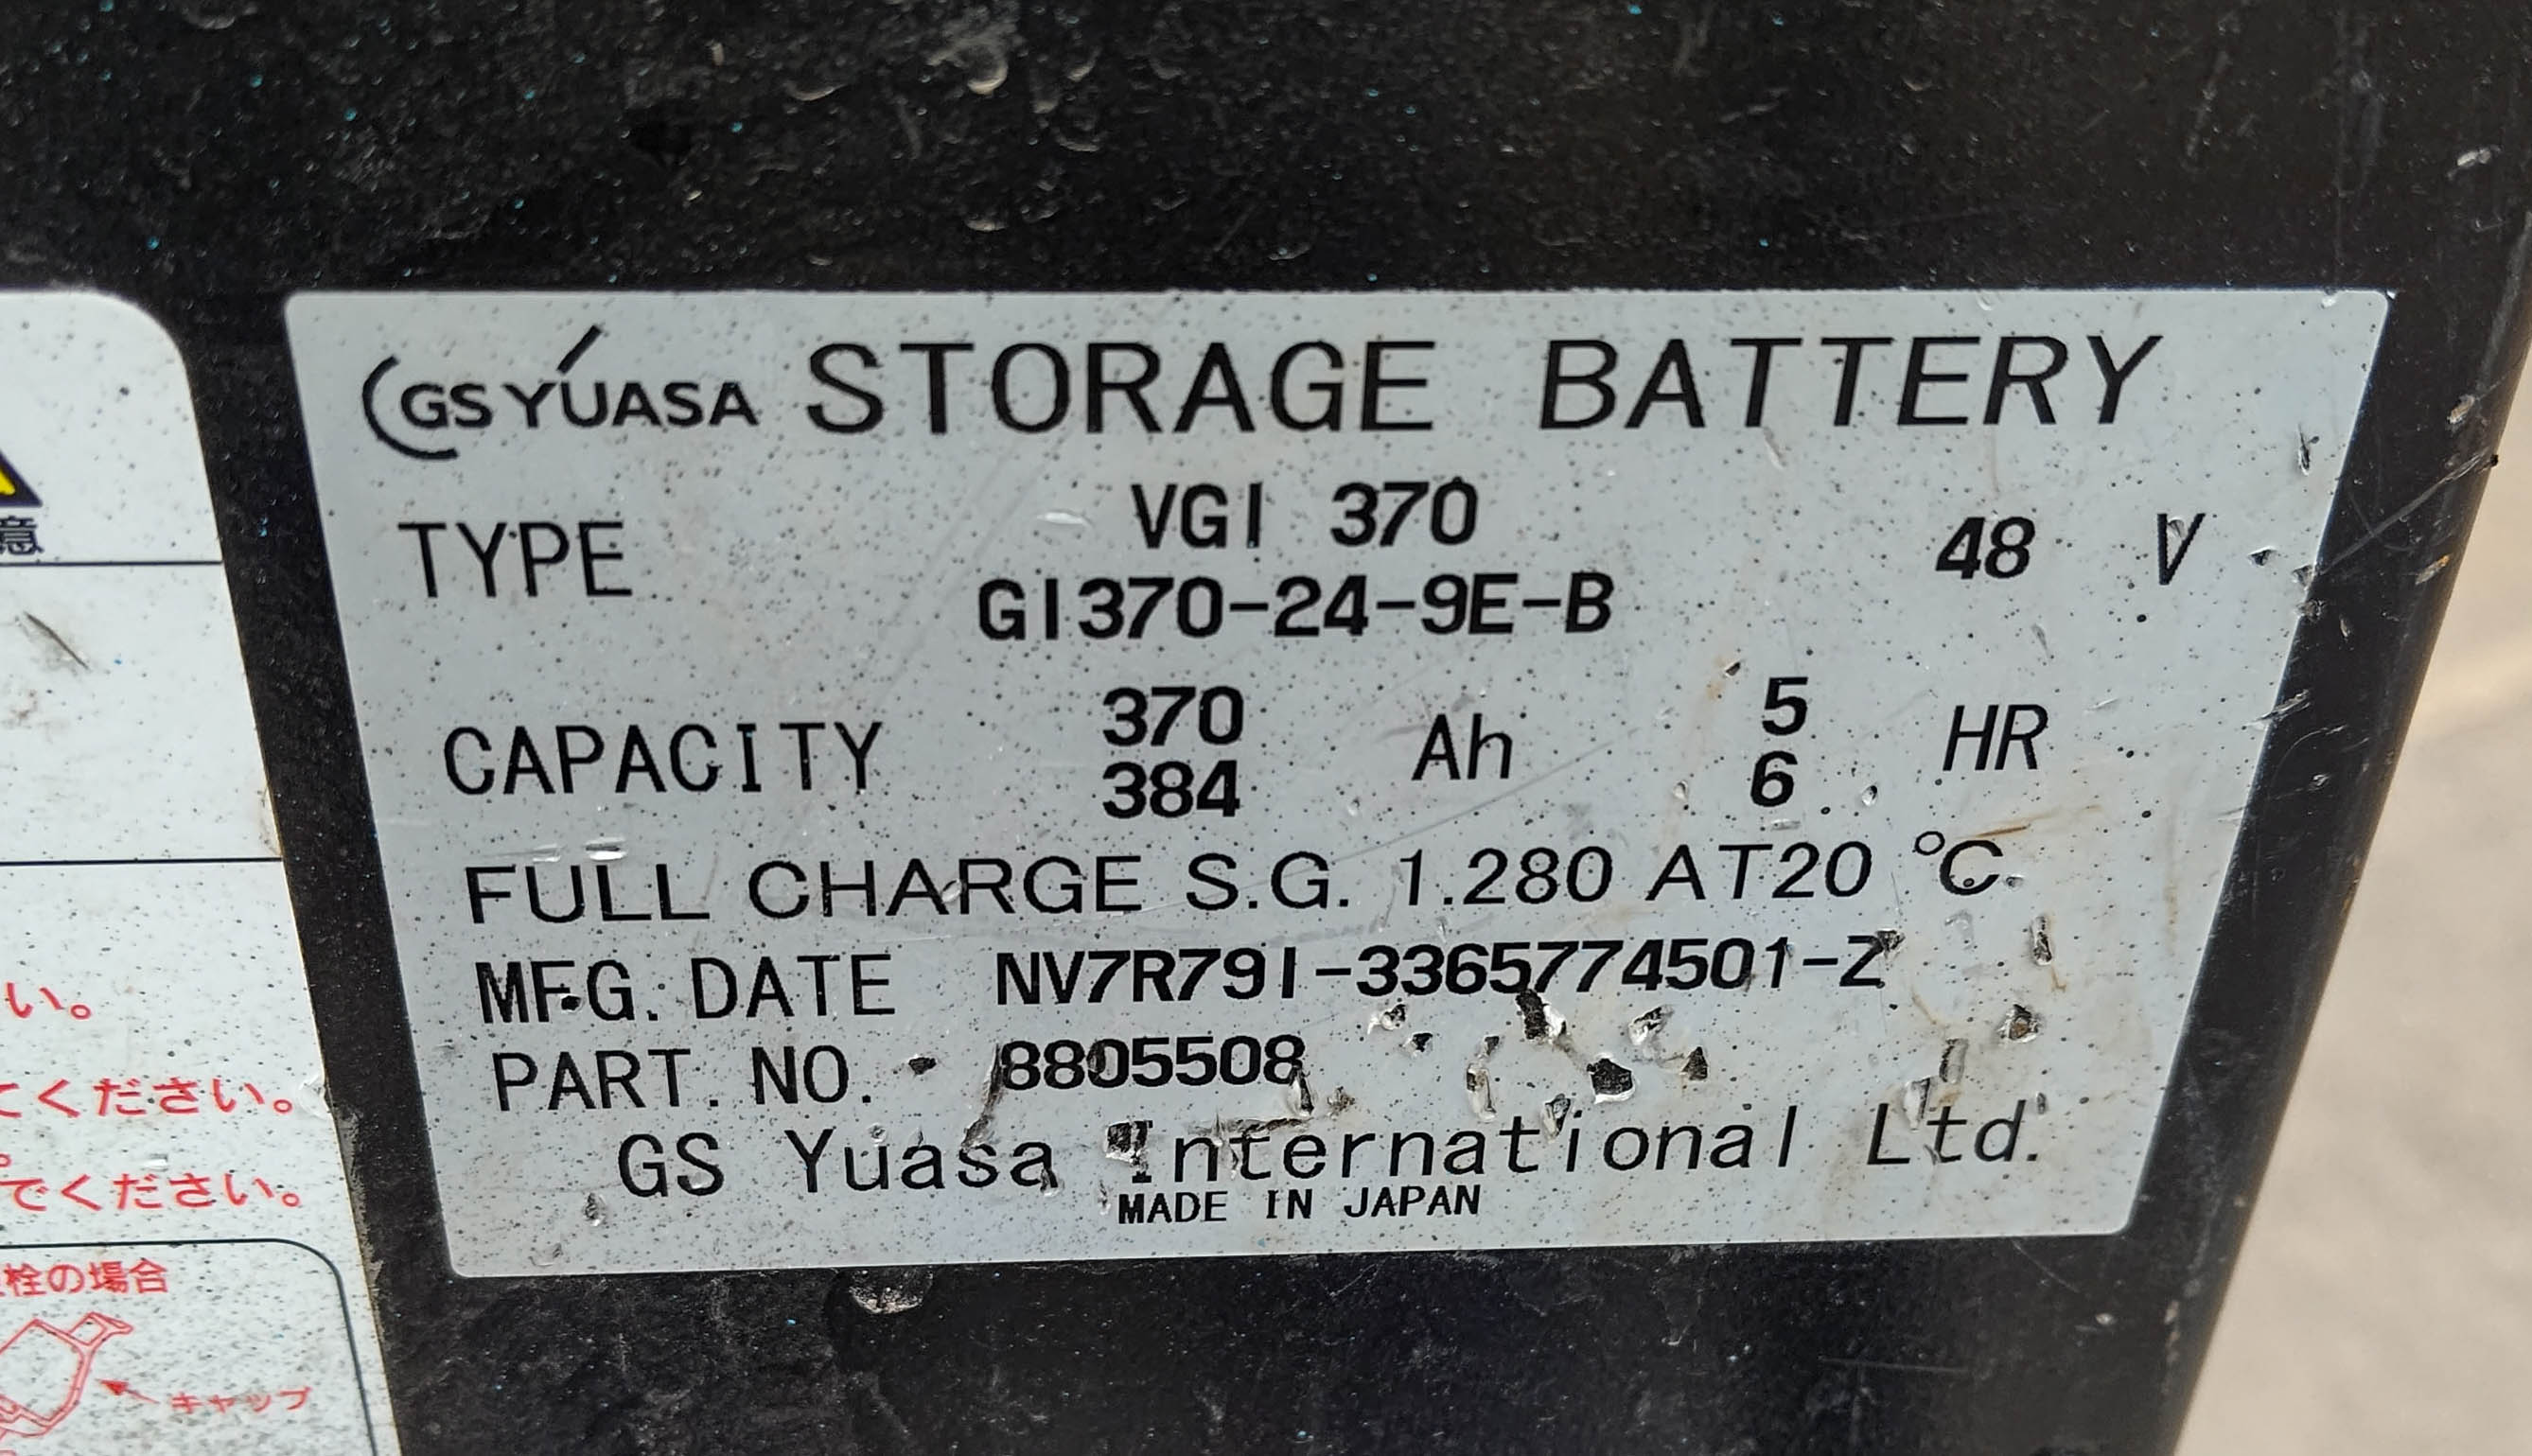 意
い。
てください。
でください。
栓の場合
キャップ
GS YUASA STORAGE BATTERY
TYPE VGI 370 48 V
GI370-24-9E-B
CAPACITY 370 Ah 5 HR
384 6
FULL CHARGE S.G. 1.280 AT20 ℃
MFG. DATE NV7R79I-3365774501-Z
PART. NO. 8805508
GS Yuasa International Ltd.
MADE IN JAPAN